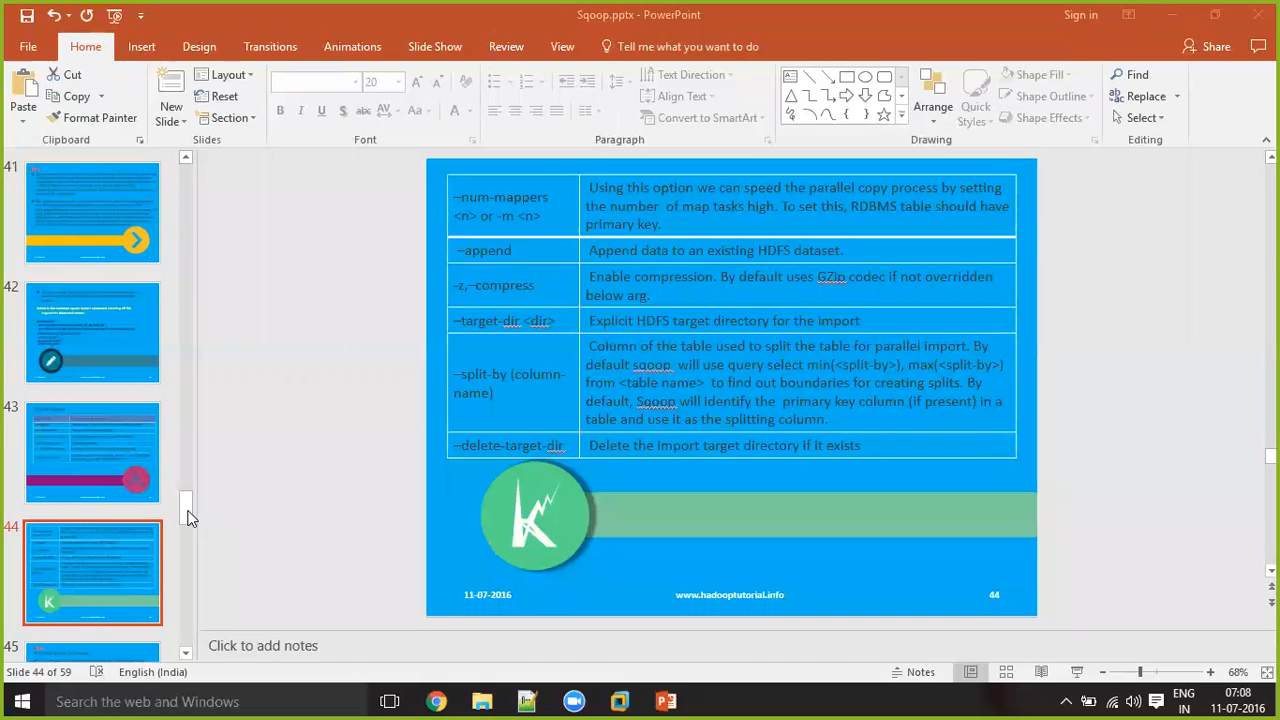 Sqoop.pptx - PowerPoint
Sign in
File
Home
Insert
Design
Transitions
Animations
Slide Show
Review
View
Tell me what you want to do
Share
Paste
Cut
Copy
Format Painter
Clipboard
New
Slide
Layout
Reset
Section
Slides
20
B I U S abc AV Aa A
Font
Text Direction
Align Text
Convert to SmartArt
Paragraph
Arrange
Quick
Styles
Shape Fill
Shape Outline
Shape Effects
Drawing
Find
Replace
Select
Editing
41
42
43
44
45
–num-mappers
<n> or -m <n>
Using this option we can speed the parallel copy process by setting
the number of map tasks high. To set this, RDBMS table should have
primary key.
–append
Append data to an existing HDFS dataset.
-z,–compress
Enable compression. By default uses GZip codec if not overridden
below arg.
–target-dir <dir>
Explicit HDFS target directory for the import
–split-by (column-
name)
Column of the table used to split the table for parallel import. By
default sqoop will use query select min(<split-by>), max(<split-by>)
from <table name> to find out boundaries for creating splits. By
default, Sqoop will identify the primary key column (if present) in a
table and use it as the splitting column.
–delete-target-dir
Delete the import target directory if it exists
K
11-07-2016
www.hadooptutorial.info
44
Click to add notes
Slide 44 of 59
English (India)
Notes
68%
Search the web and Windows
ENG
IN
07:08
11-07-2016